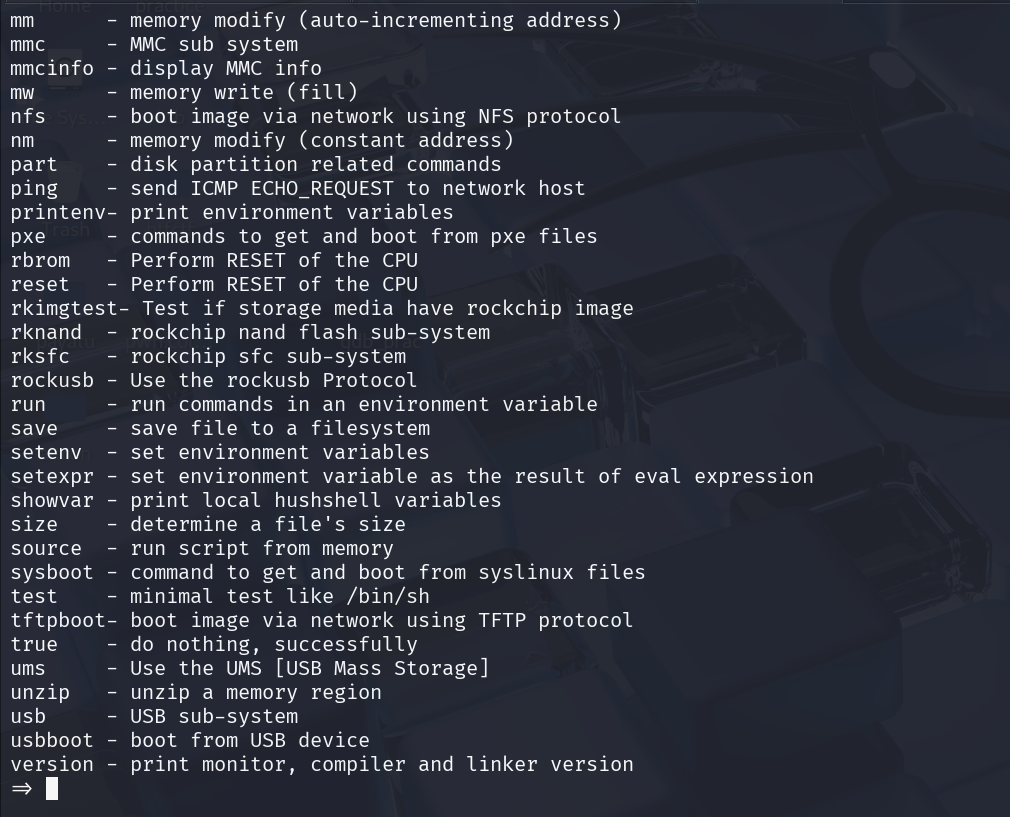 mm      - memory modify (auto-incrementing address)
mmc     - MMC sub system
mmcinfo - display MMC info
mw      - memory write (fill)
nfs     - boot image via network using NFS protocol
nm      - memory modify (constant address)
part    - disk partition related commands
ping    - send ICMP ECHO_REQUEST to network host
printenv- print environment variables
pxe     - commands to get and boot from pxe files
rbrom   - Perform RESET of the CPU
reset   - Perform RESET of the CPU
rkimgtest- Test if storage media have rockchip image
rknand  - rockchip nand flash sub-system
rksfc   - rockchip sfc sub-system
rockusb - Use the rockusb Protocol
run     - run commands in an environment variable
save    - save file to a filesystem
setenv  - set environment variables
setexpr - set environment variable as the result of eval expression
showvar - print local hushshell variables
size    - determine a file's size
source  - run script from memory
sysboot - command to get and boot from syslinux files
test    - minimal test like /bin/sh
tftpboot- boot image via network using TFTP protocol
true    - do nothing, successfully
ums     - Use the UMS [USB Mass Storage]
unzip   - unzip a memory region
usb     - USB sub-system
usbboot - boot from USB device
version - print monitor, compiler and linker version
=>